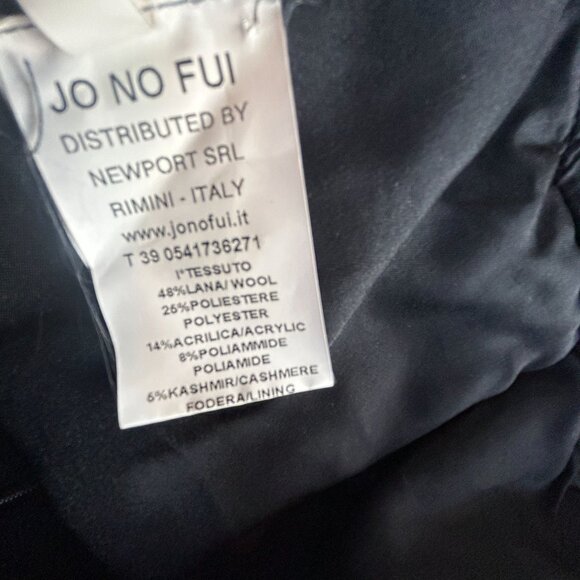 JO NO FUI
DISTRIBUTED BY
NEWPORT SRL
RIMINI - ITALY
www.jonofui.it
T 39 0541736271
I°TESSUTO
48%LANA/WOOL
25%POLIESTERE
POLYESTER
14%ACRILICA/ACRYLIC
8%POLIAMMIDE
POLIAMIDE
5%KASHMIR/CASHMERE
FODERA/LINING